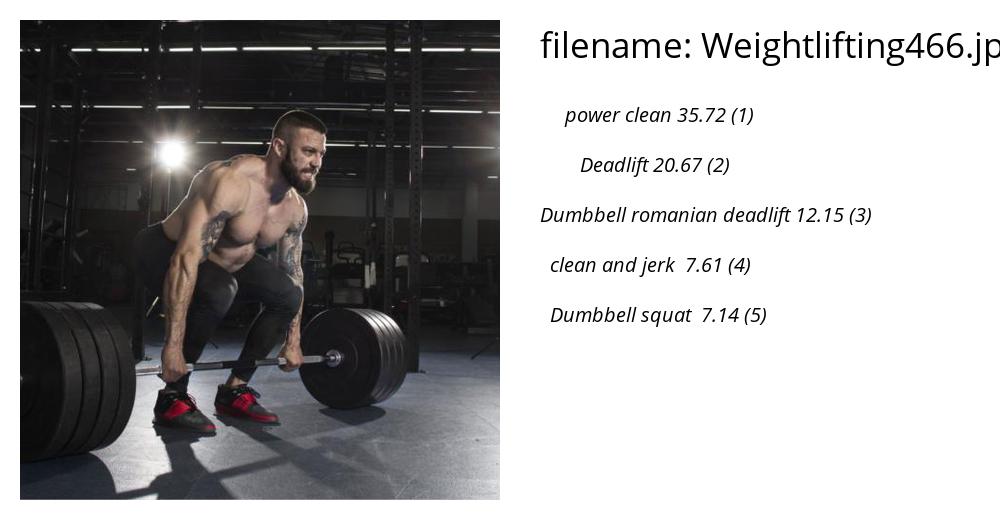 filename: Weightlifting466.jp
power clean 35.72 (1)
Deadlift 20.67 (2)
Dumbbell romanian deadlift 12.15 (3)
clean and jerk 7.61 (4)
Dumbbell squat 7.14 (5)